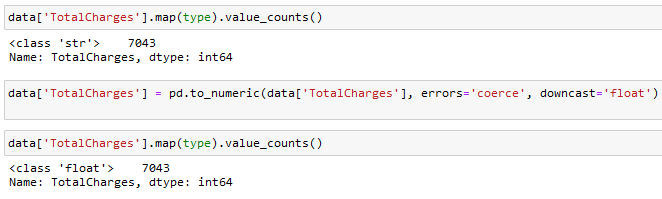 data['TotalCharges'].map(type).value_counts()
<class 'str'>    7043
Name: TotalCharges, dtype: int64
data['TotalCharges'] = pd.to_numeric(data['TotalCharges'], errors='coerce', downcast='float')
data['TotalCharges'].map(type).value_counts()
<class 'float'>    7043
Name: TotalCharges, dtype: int64